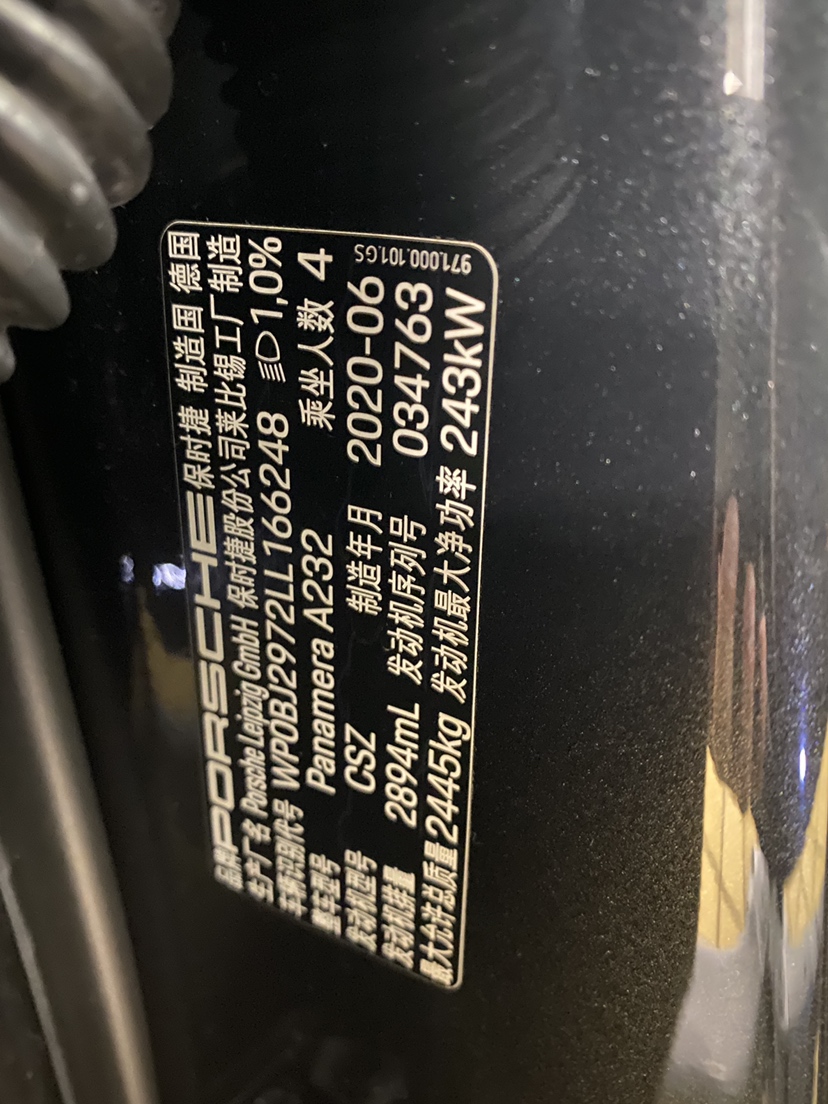 品牌 PORSCHE 保时捷 制造国 德国
生产厂名 Porsche Leipzig GmbH 保时捷股份公司莱比锡工厂制造
车辆识别代号 WP0BJ2972LL166248 1,0%
整车型号 Panamera A232 乘坐人数 4
发动机型号 CSZ 制造年月 2020-06
发动机排量 2894mL 发动机序列号 034763
最大允许总质量 2445kg 发动机最大净功率 243kW
971.000.101.GS